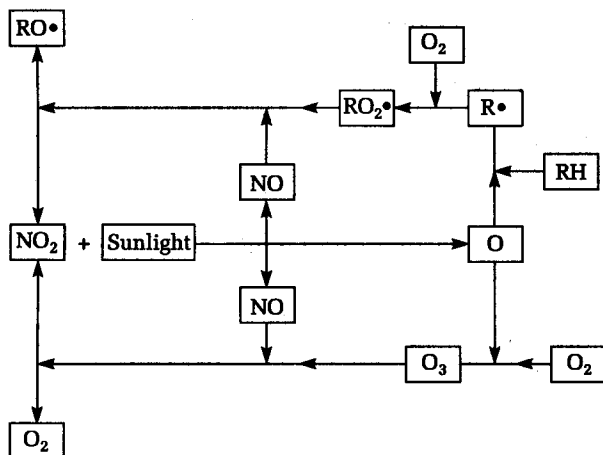 RO•
O₂
RO₂•
R•
NO
RH
NO₂ + Sunlight
O
NO
O₃
O₂
O₂